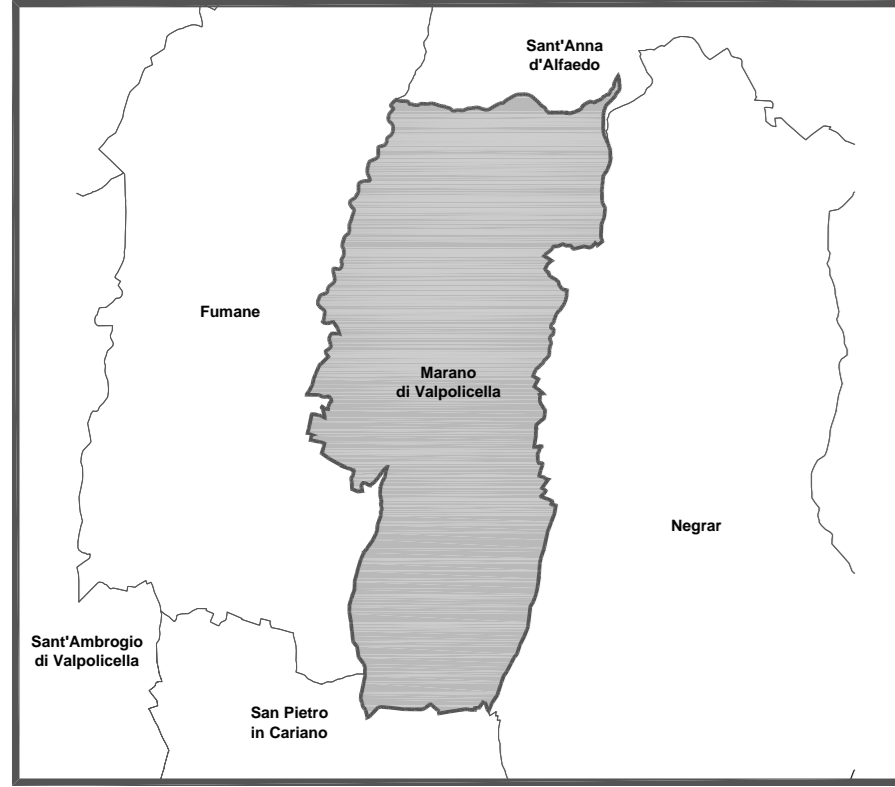 Sant'Anna
d'Alfaedo
Fumane
Marano
di Valpolicella
Negrar
Sant'Ambrogio
di Valpolicella
San Pietro
in Cariano